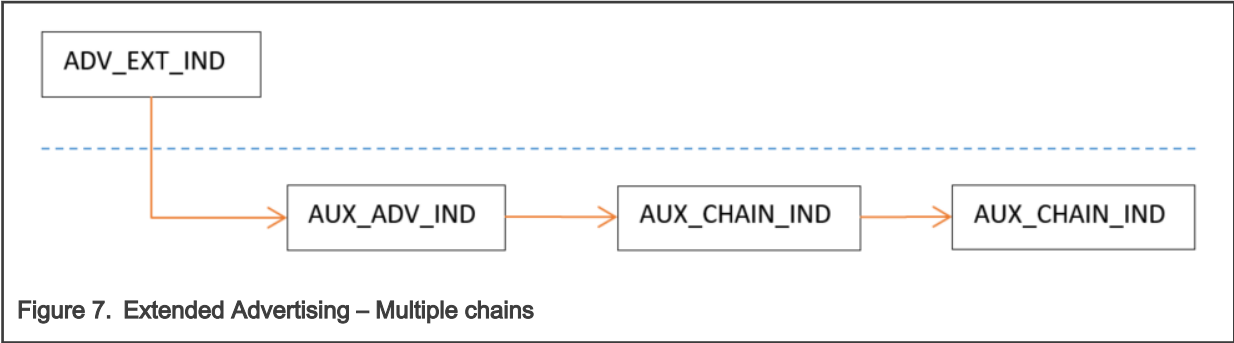 ADV_EXT_IND
AUX_ADV_IND
AUX_CHAIN_IND
AUX_CHAIN_IND
Figure 7. Extended Advertising – Multiple chains